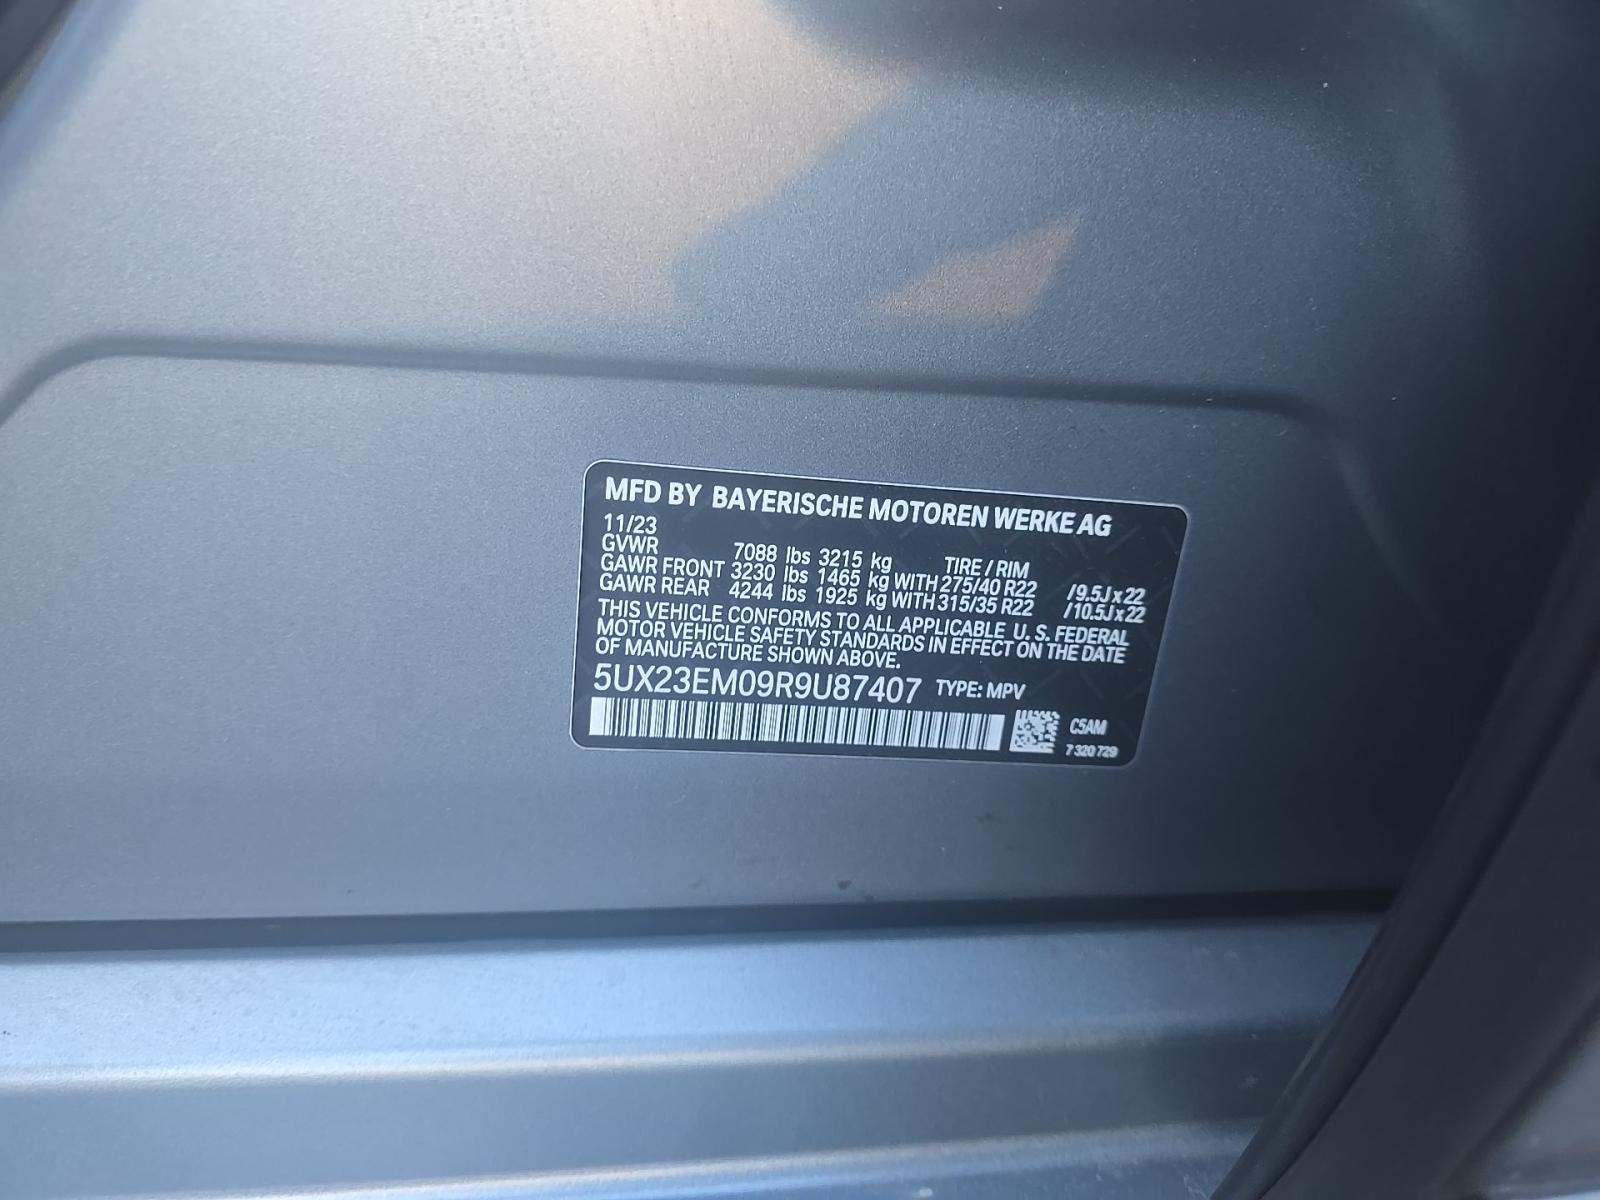 MFD BY BAYERISCHE MOTOREN WERKE AG
11/23
GVWR 7088 lbs 3215 kg TIRE / RIM
GAWR FRONT 3230 lbs 1465 kg WITH 275/40 R22 /9.5J x 22
GAWR REAR 4244 lbs 1925 kg WITH 315/35 R22 /10.5J x 22
THIS VEHICLE CONFORMS TO ALL APPLICABLE U. S. FEDERAL
MOTOR VEHICLE SAFETY STANDARDS IN EFFECT ON THE DATE
OF MANUFACTURE SHOWN ABOVE.
5UX23EM09R9U87407 TYPE: MPV
C5AM
7 320 729